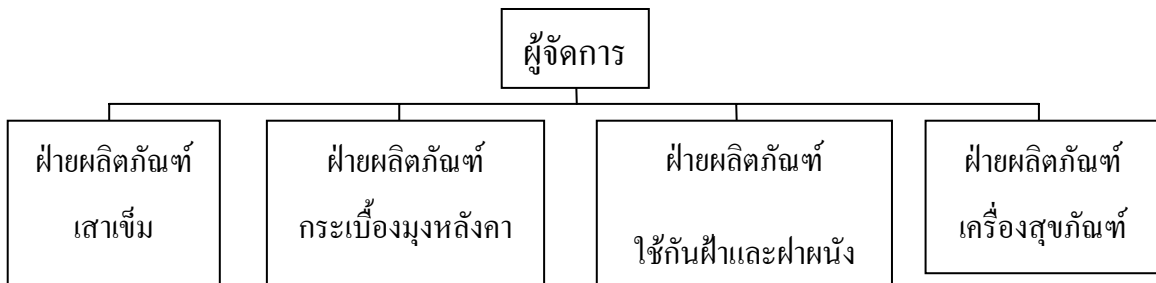 ผู้จัดการ
ฝ่ายผลิตภัณฑ์
เสาเข็ม
ฝ่ายผลิตภัณฑ์
กระเบื้องมุงหลังคา
ฝ่ายผลิตภัณฑ์
ใช้กันฝ้าและฝาผนัง
ฝ่ายผลิตภัณฑ์
เครื่องสุขภัณฑ์